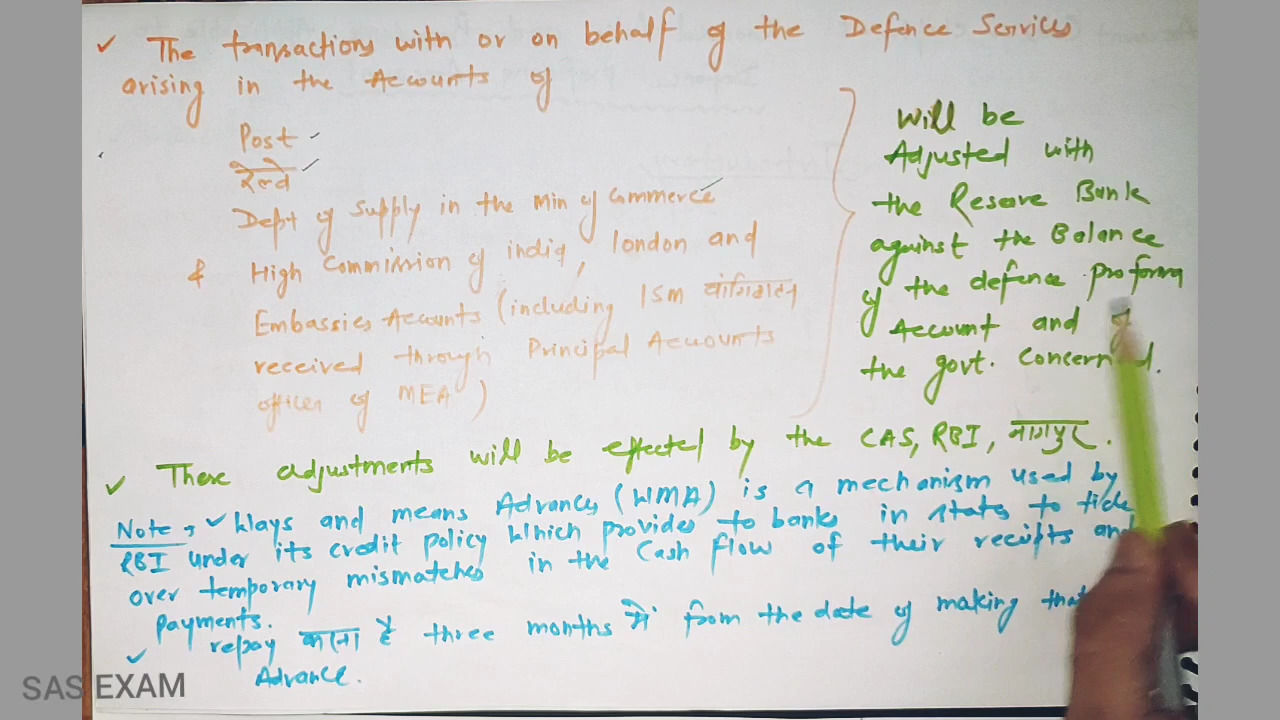 ✓ The transactions with or on behalf of the Defence Services
arising in the Accounts of
Post
रेल्वे
Dept of Supply in the Min of Commerce
& High Commission of india, london and
Embassies Accounts (including ISM वाशिंगटन
received through Principal Accounts
officer of MEA)
Will be
Adjusted with
the Reserve Bank
against the Balance
of the defence proforma
Account and of
the govt. concerned.
✓ These adjustments will be effected by the CAS, RBI, नागपुर.
Note → ✓ Ways and means Advances (WMA) is a mechanism used by
RBI under its credit policy which provides to banks in states to tide
over temporary mismatches in the Cash flow of their reciipts and
payments.
✓ repay करना है three months में from the date of making that
Advance.
SAS EXAM